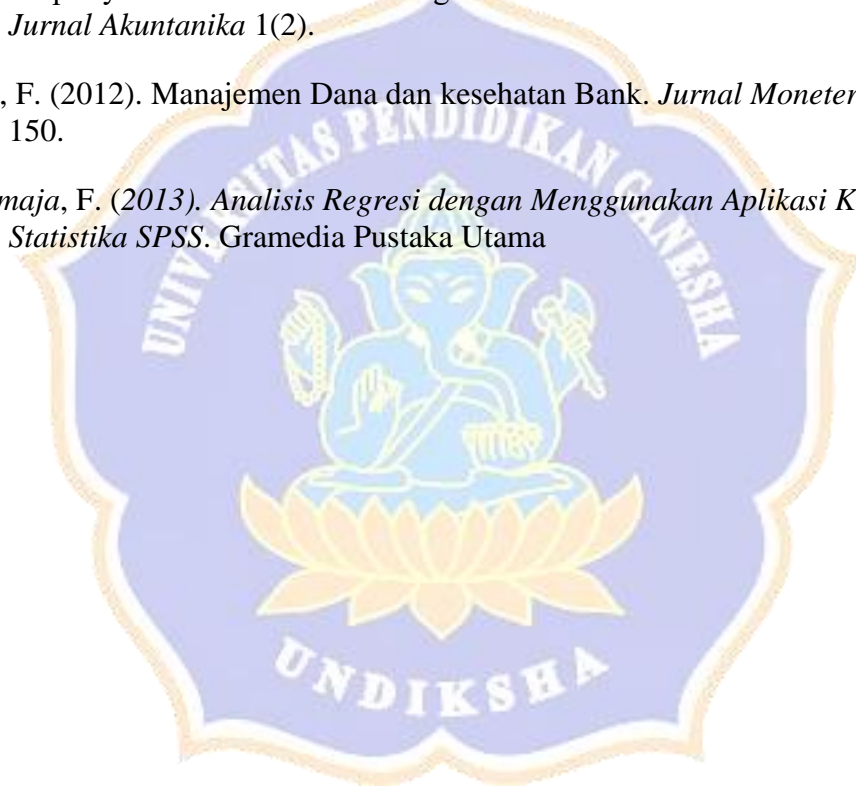 Jurnal Akuntanika 1(2).
, F. (2012). Manajemen Dana dan kesehatan Bank. Jurnal Moneter
150.
maja, F. (2013). Analisis Regresi dengan Menggunakan Aplikasi K
Statistika SPSS. Gramedia Pustaka Utama
UNIVERSITAS PENDIDIKAN GANESHA
UNDIKSHA